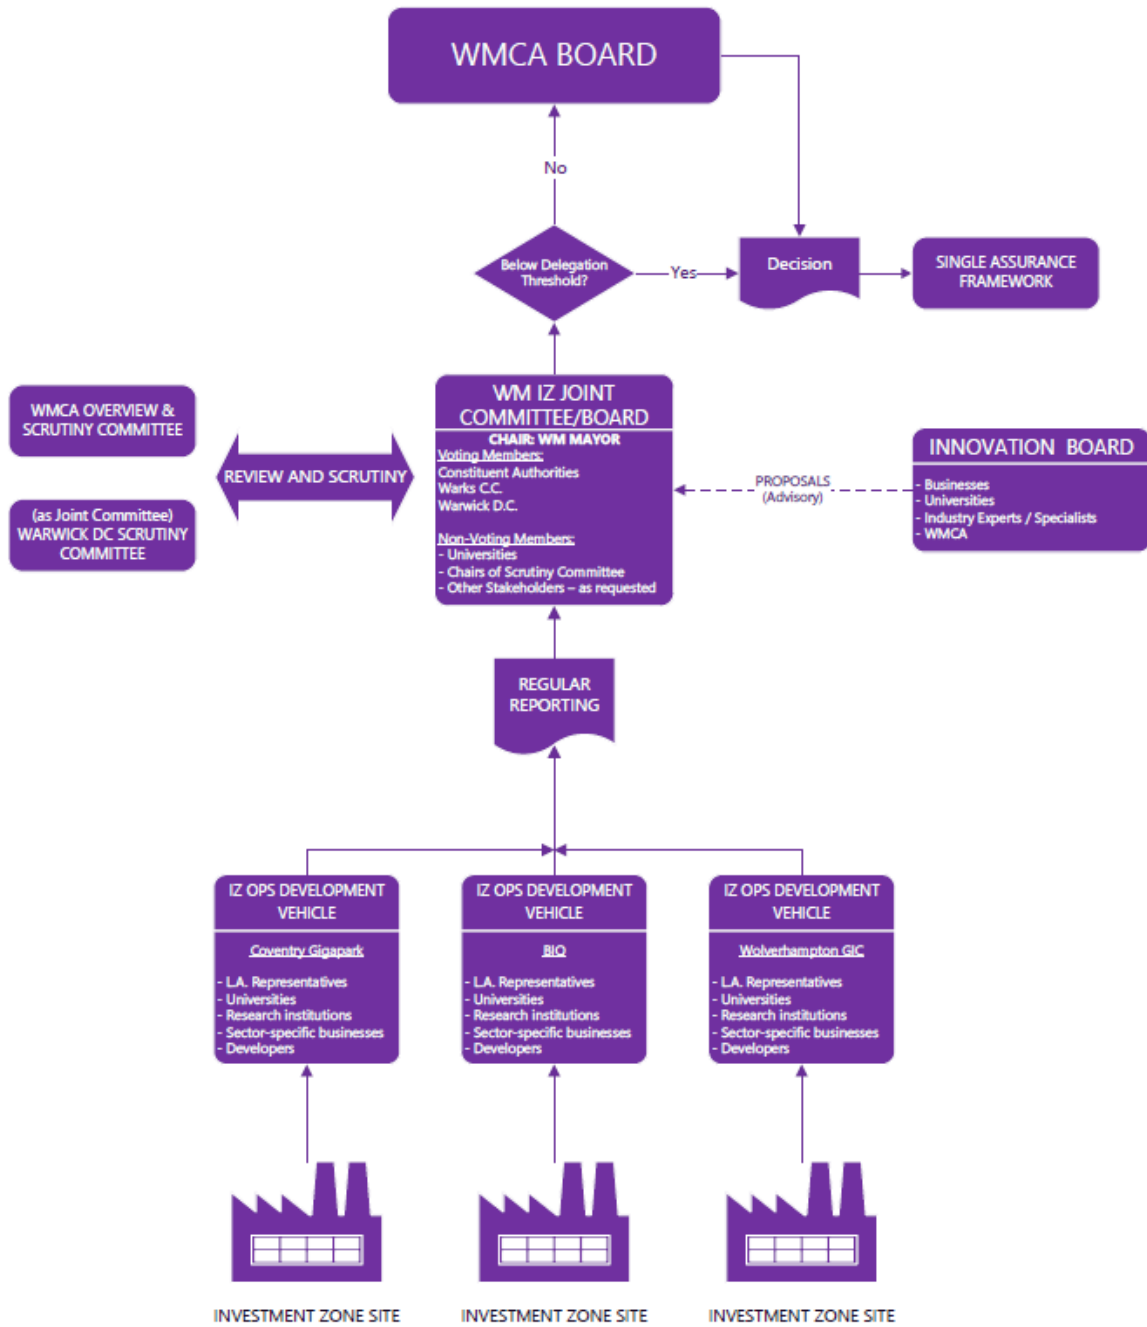 WMCA BOARD
No
Below Delegation
Threshold?
Yes
Decision
SINGLE ASSURANCE
FRAMEWORK
WMCA OVERVIEW &
SCRUTINY COMMITTEE
(as Joint Committee)
WARWICK DC SCRUTINY
COMMITTEE
REVIEW AND SCRUTINY
WM IZ JOINT
COMMITTEE/BOARD
CHAIR: WM MAYOR
Voting Members:
Constituent Authorities
Warks C.C.
Warwick D.C.
Non-Voting Members:
- Universities
- Chairs of Scrutiny Committee
- Other Stakeholders – as requested
PROPOSALS
(Advisory)
INNOVATION BOARD
- Businesses
- Universities
- Industry Experts / Specialists
- WMCA
REGULAR
REPORTING
IZ OPS DEVELOPMENT
VEHICLE
Coventry Gigapark
- L.A. Representatives
- Universities
- Research institutions
- Sector-specific businesses
- Developers
IZ OPS DEVELOPMENT
VEHICLE
BIQ
- L.A. Representatives
- Universities
- Research institutions
- Sector-specific businesses
- Developers
IZ OPS DEVELOPMENT
VEHICLE
Wolverhampton GIC
- L.A. Representatives
- Universities
- Research institutions
- Sector-specific businesses
- Developers
INVESTMENT ZONE SITE
INVESTMENT ZONE SITE
INVESTMENT ZONE SITE